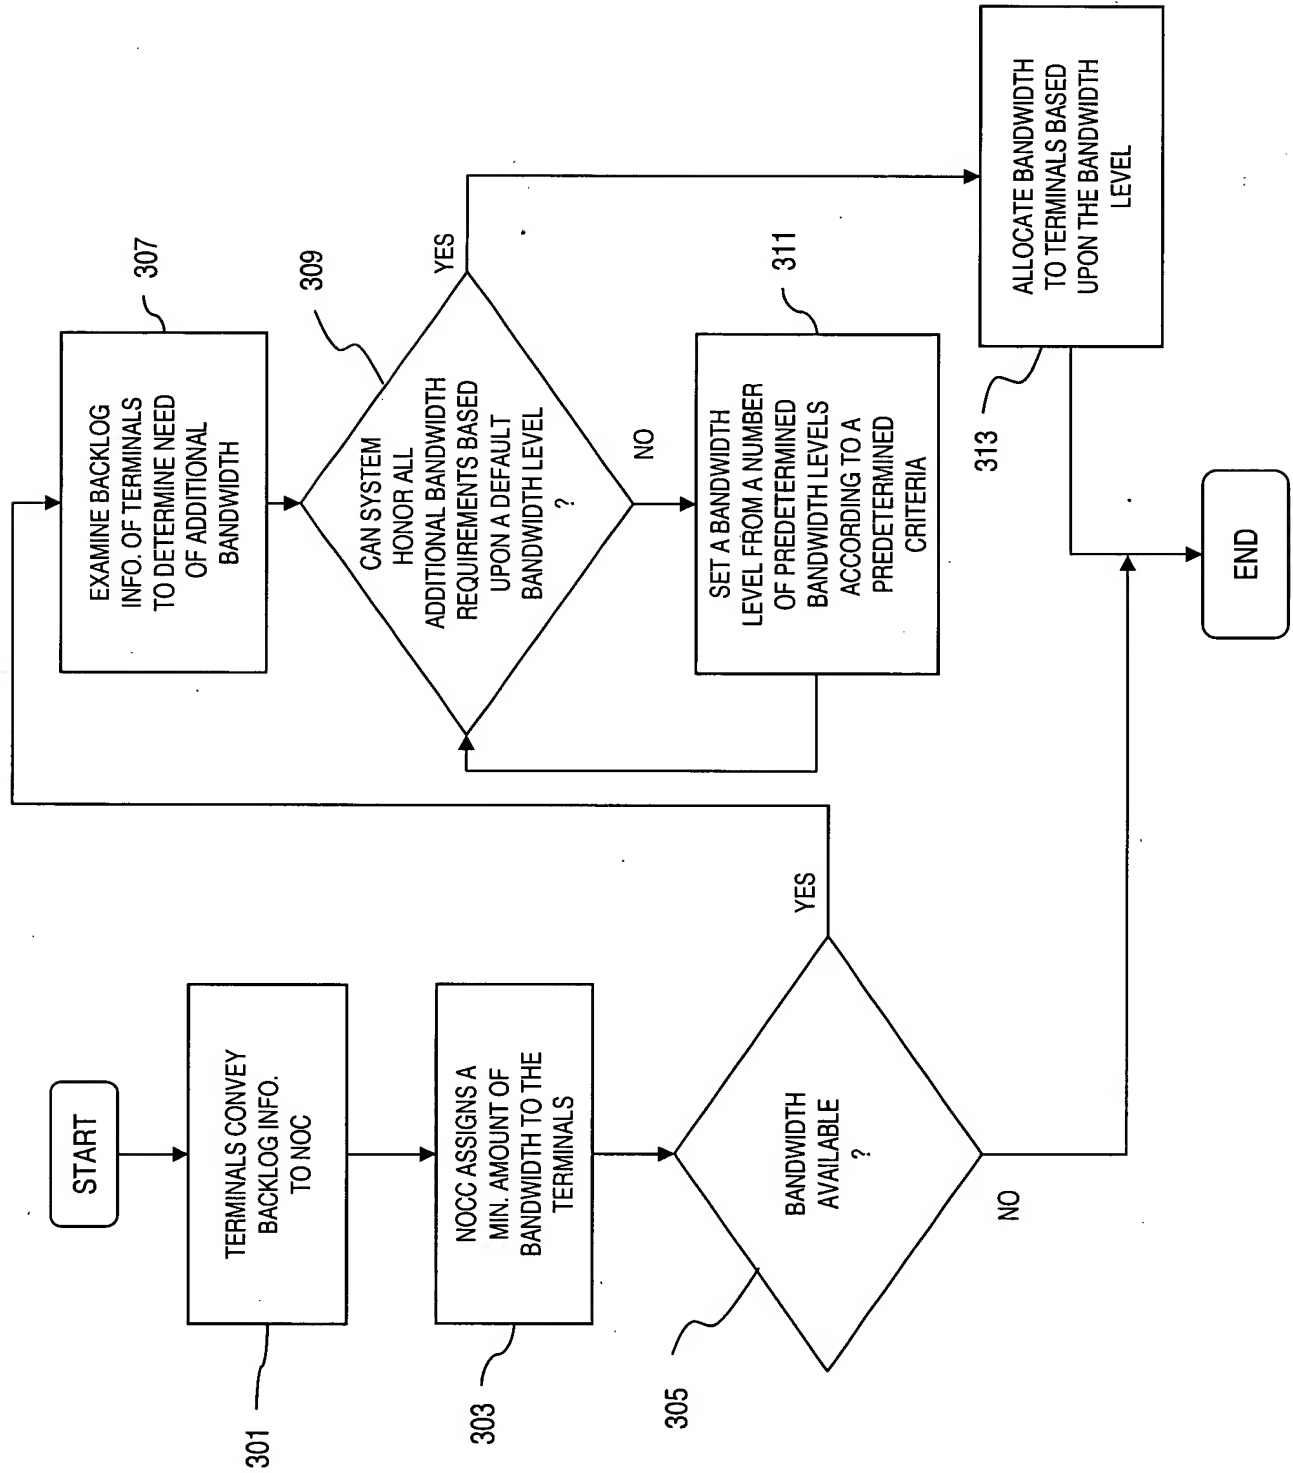 START
TERMINALS CONVEY
BACKLOG INFO.
TO NOC
301
NOCC ASSIGNS A
MIN. AMOUNT OF
BANDWIDTH TO THE
TERMINALS
303
BANDWIDTH
AVAILABLE
?
305
YES
NO
EXAMINE BACKLOG
INFO. OF TERMINALS
TO DETERMINE NEED
OF ADDITIONAL
BANDWIDTH
307
CAN SYSTEM
HONOR ALL
ADDITIONAL BANDWIDTH
REQUIREMENTS BASED
UPON A DEFAULT
BANDWIDTH LEVEL
?
309
YES
NO
SET A BANDWIDTH
LEVEL FROM A NUMBER
OF PREDETERMINED
BANDWIDTH LEVELS
ACCORDING TO A
PREDETERMINED
CRITERIA
311
ALLOCATE BANDWIDTH
TO TERMINALS BASED
UPON THE BANDWIDTH
LEVEL
313
END